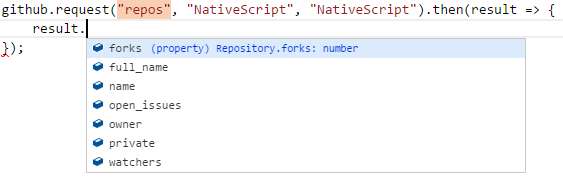 github.request("repos", "NativeScript", "NativeScript").then(result => {
result.
});
forks (property) Repository.forks: number
full_name
name
open_issues
owner
private
watchers